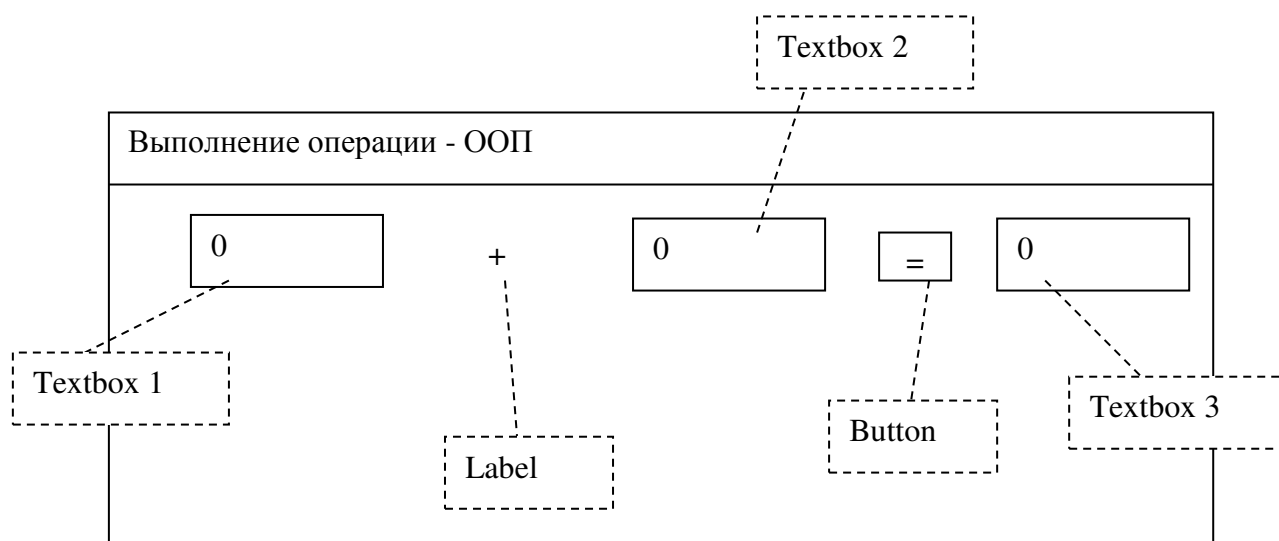 Textbox 2
Выполнение операции - ООП
0 + 0 = 0
Textbox 1
Textbox 3
Button
Label